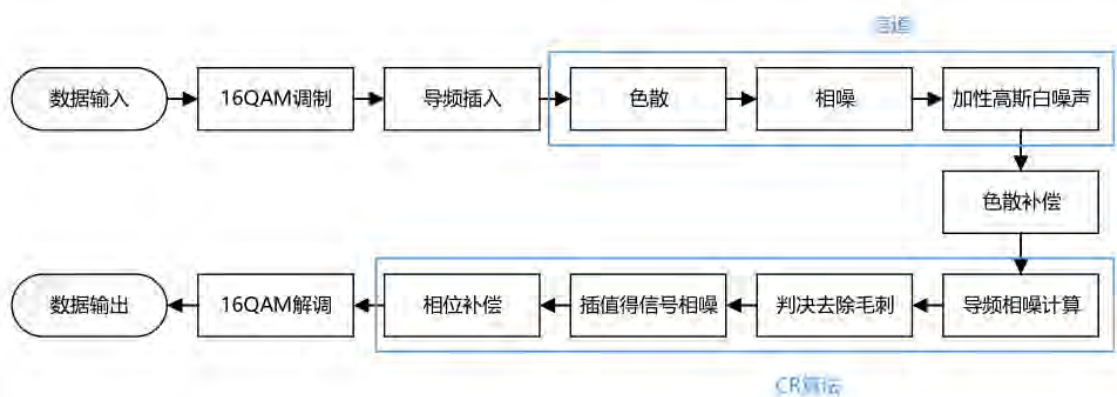 信道
数据输入
16QAM调制
导频插入
色散
相噪
加性高斯白噪声
色散补偿
数据输出
16QAM解调
相位补偿
插值得信号相噪
判决去除毛刺
导频相噪计算
CR算法